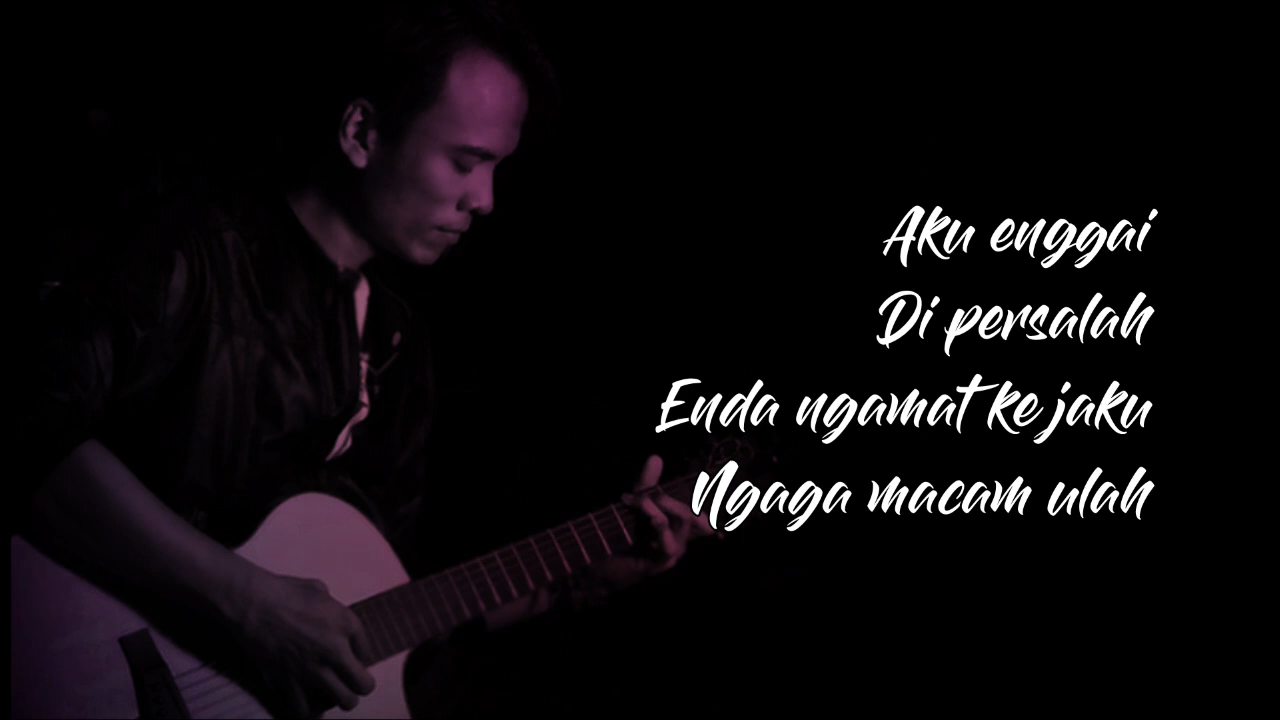 Aku enggai
Di persalah
Enda ngamat ke jaku
Ngaga macam ulah